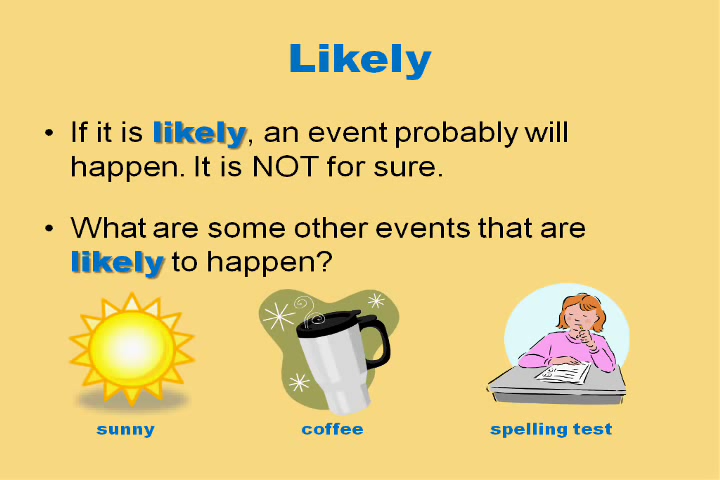 Likely
• If it is likely, an event probably will
happen. It is NOT for sure.
• What are some other events that are
likely to happen?
sunny
coffee
spelling test